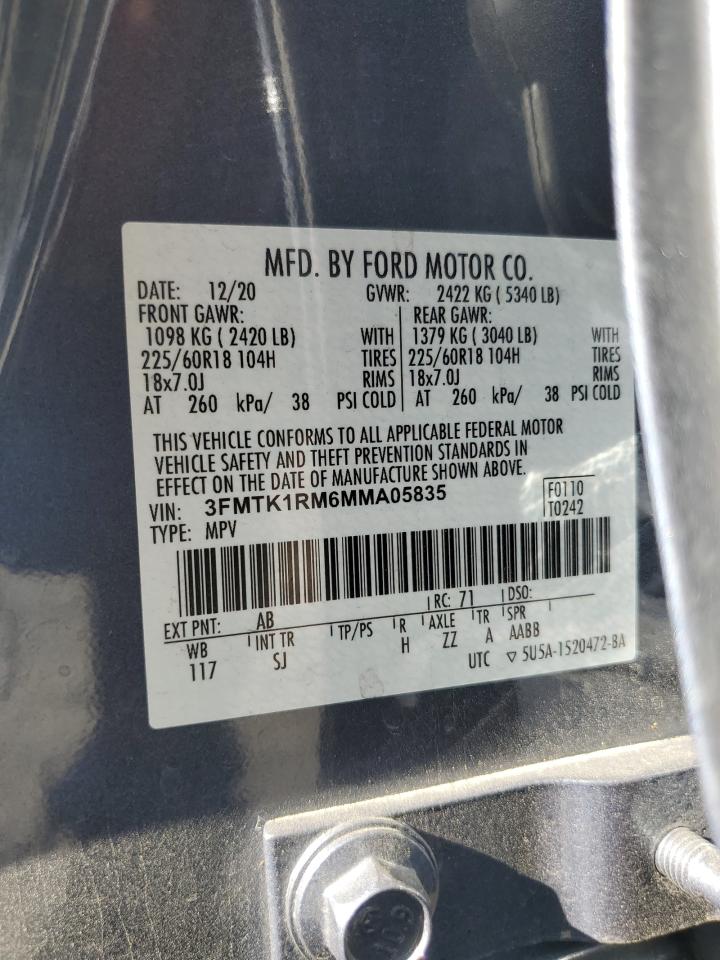 MFD. BY FORD MOTOR CO.
DATE: 12/20 GVWR: 2422 KG ( 5340 LB)
FRONT GAWR: REAR GAWR:
1098 KG ( 2420 LB) WITH 1379 KG ( 3040 LB) WITH
225/60R18 104H TIRES 225/60R18 104H TIRES
18x7.0J RIMS 18x7.0J RIMS
AT 260 kPa/ 38 PSI COLD AT 260 kPa/ 38 PSI COLD
THIS VEHICLE CONFORMS TO ALL APPLICABLE FEDERAL MOTOR
VEHICLE SAFETY AND THEFT PREVENTION STANDARDS IN
EFFECT ON THE DATE OF MANUFACTURE SHOWN ABOVE.
VIN: 3FMTK1RM6MMA05835 F0110
TYPE: MPV T0242
EXT PNT: AB RC: 71 DSO:
WB INT TR TP/PS R AXLE TR SPR
117 SJ H ZZ A AABB
UTC ▽ 5U5A-1520472-BA